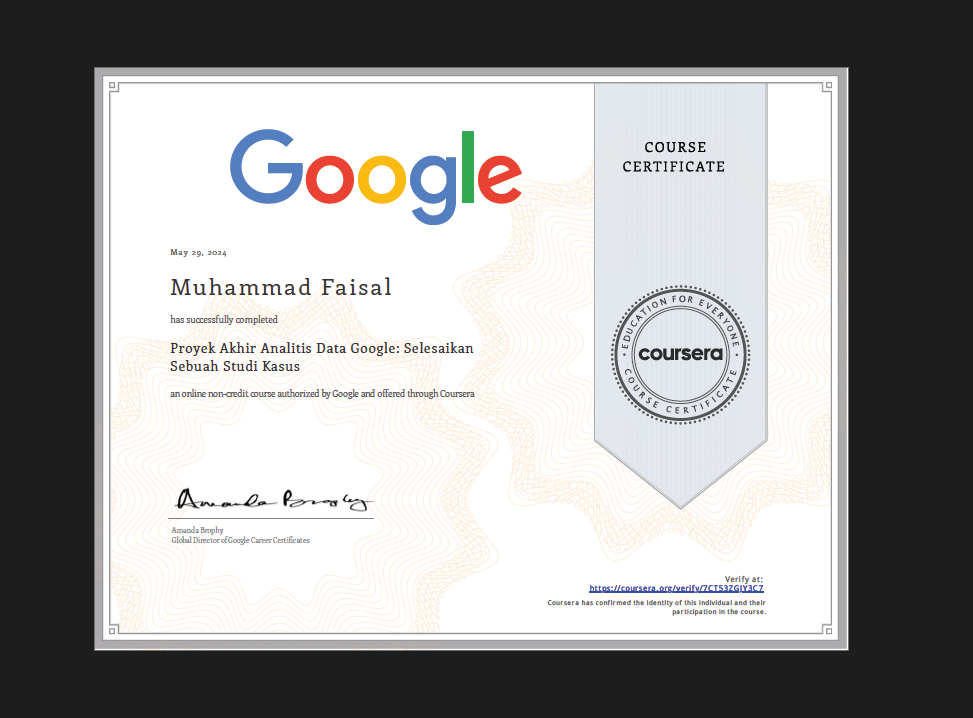 Google
COURSE
CERTIFICATE
May 29, 2024
Muhammad Faisal
has successfully completed
Proyek Akhir Analitis Data Google: Selesaikan
Sebuah Studi Kasus
an online non-credit course authorized by Google and offered through Coursera
EDUCATION FOR EVERYONE
coursera
COURSE CERTIFICATE
Amanda Brophy
Amanda Brophy
Global Director of Google Career Certificates
Verify at:
https://coursera.org/verify/7CT53ZGJY3C7
Coursera has confirmed the identity of this individual and their
participation in the course.